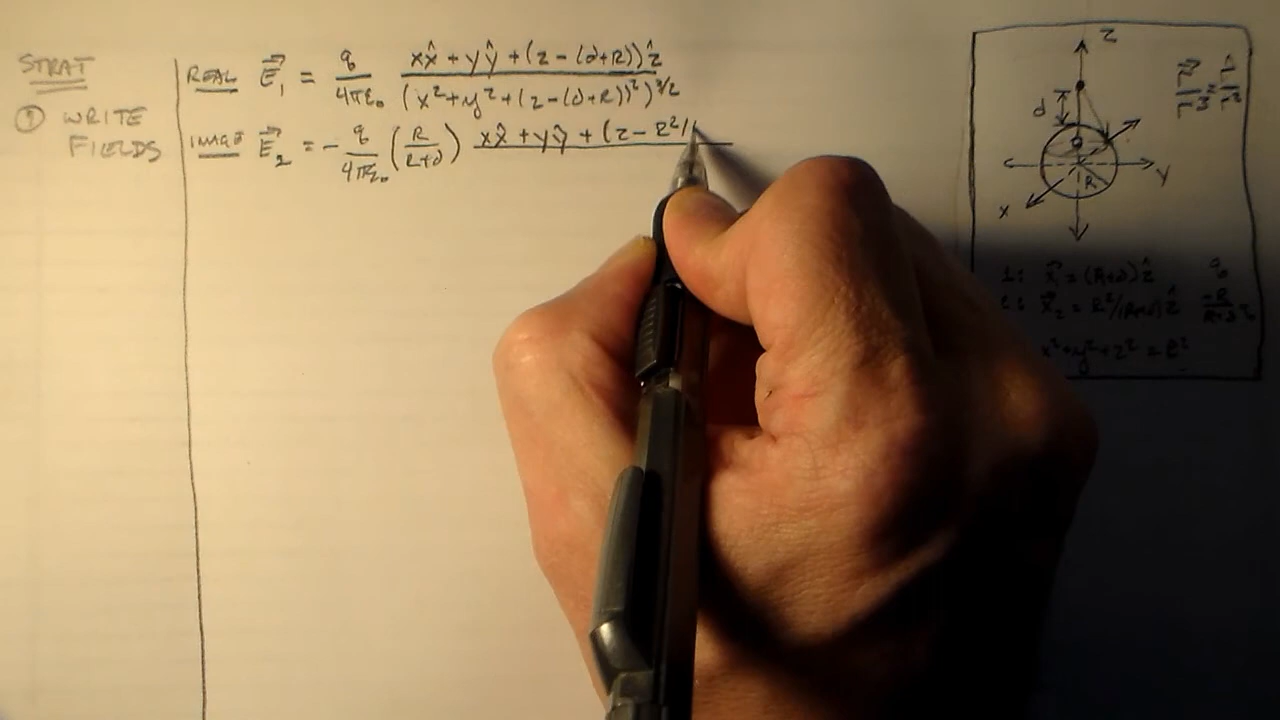 STRAT
① WRITE
FIELDS
REAL E⃗₁ = q/4πε₀ (xx̂ + yŷ + (z-(d+R))ẑ)/(x²+y²+(z-(d+R))²)^3/2
IMAGE E⃗₂ = - q/4πε₀ (R/R+d) xx̂ + yŷ + (z - R²/
z
r⃗/r³ = r̂/r²
d
y
R
x
1: x⃗₁ = (R+d)ẑ q
2: x⃗₂ = R²/(R+d) ẑ -R/R+d q
x²+y²+z² = R²